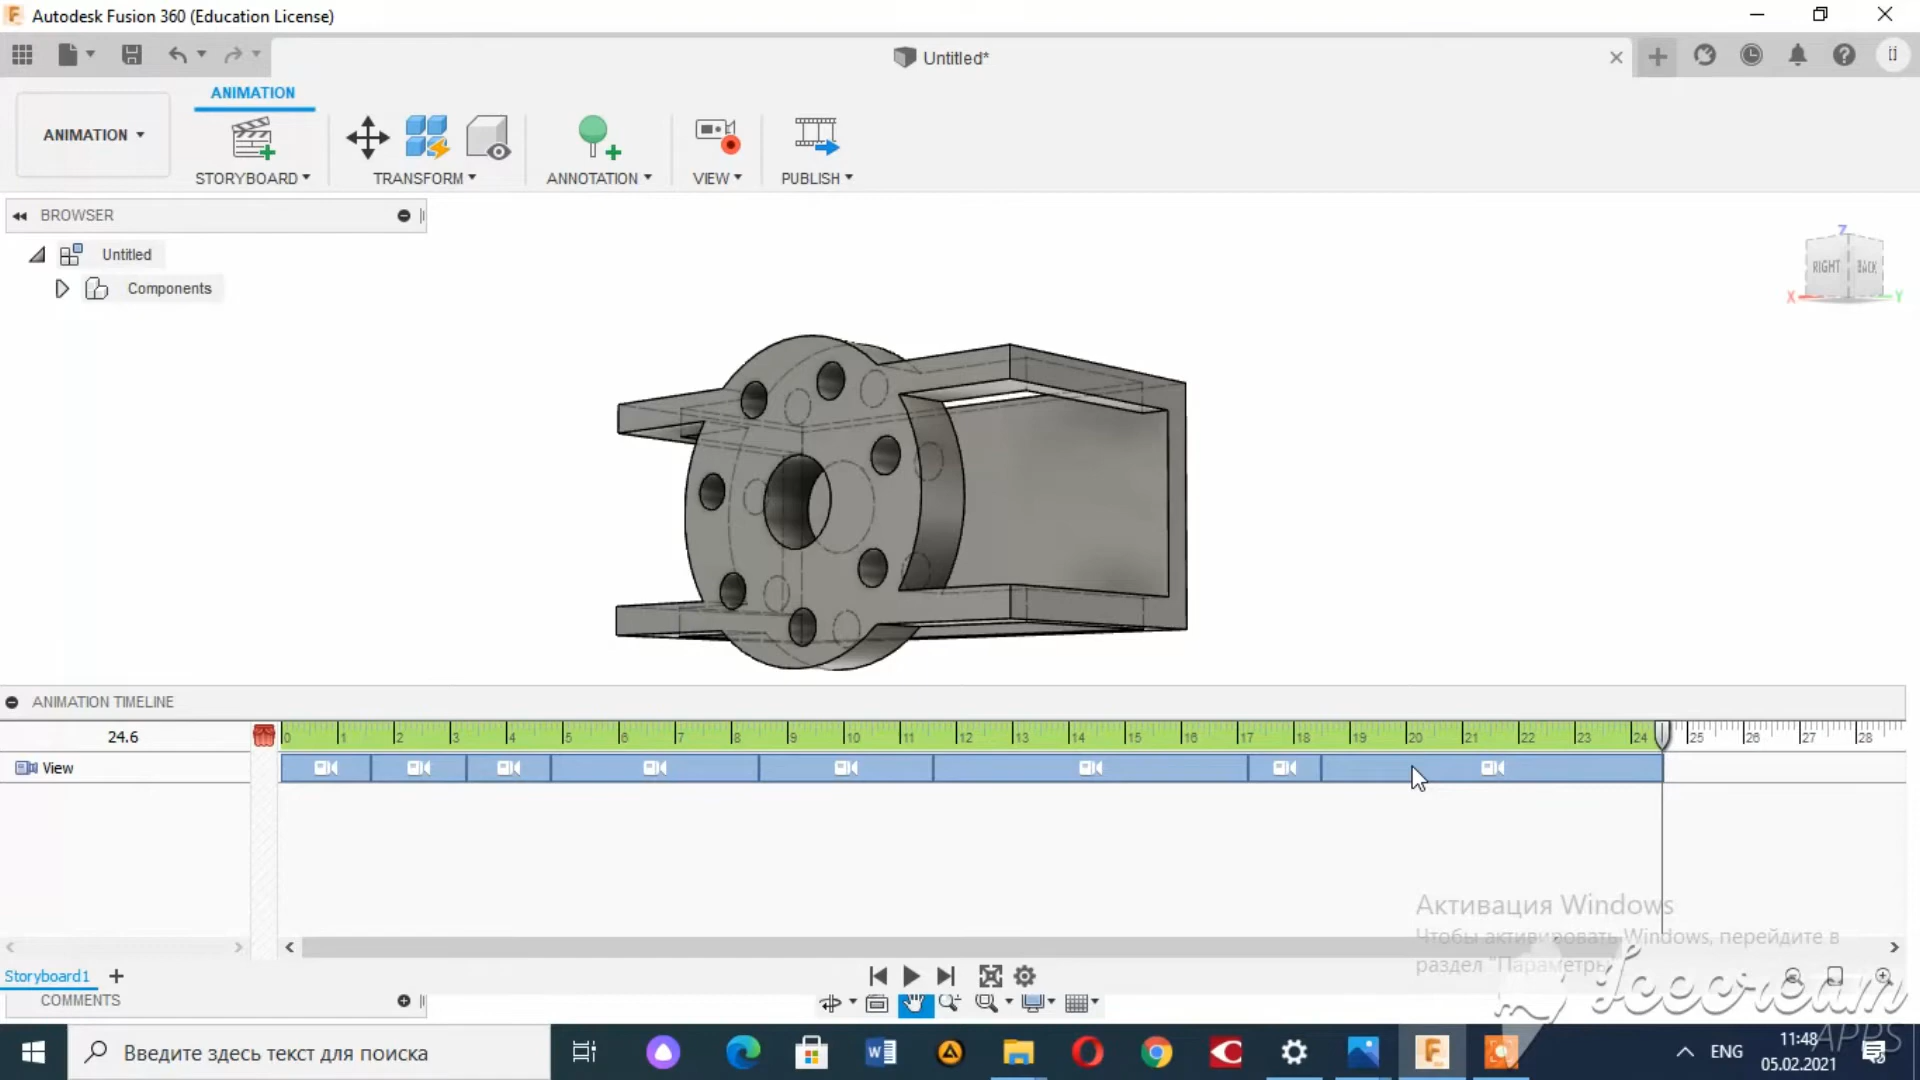 Autodesk Fusion 360 (Education License)
Untitled*
ANIMATION
ANIMATION
STORYBOARD
TRANSFORM
ANNOTATION
VIEW
PUBLISH
BROWSER
Untitled
Components
Z
RIGHT
BACK
X
Y
ANIMATION TIMELINE
24.6
0 1 2 3 4 5 6 7 8 9 10 11 12 13 14 15 16 17 18 19 20 21 22 23 24 25 26 27 28
View
Активация Windows
Чтобы активировать Windows, перейдите в
раздел "Параметры
Storyboard1
Icecream
APPS
COMMENTS
Введите здесь текст для поиска
ENG
11:48
05.02.2021